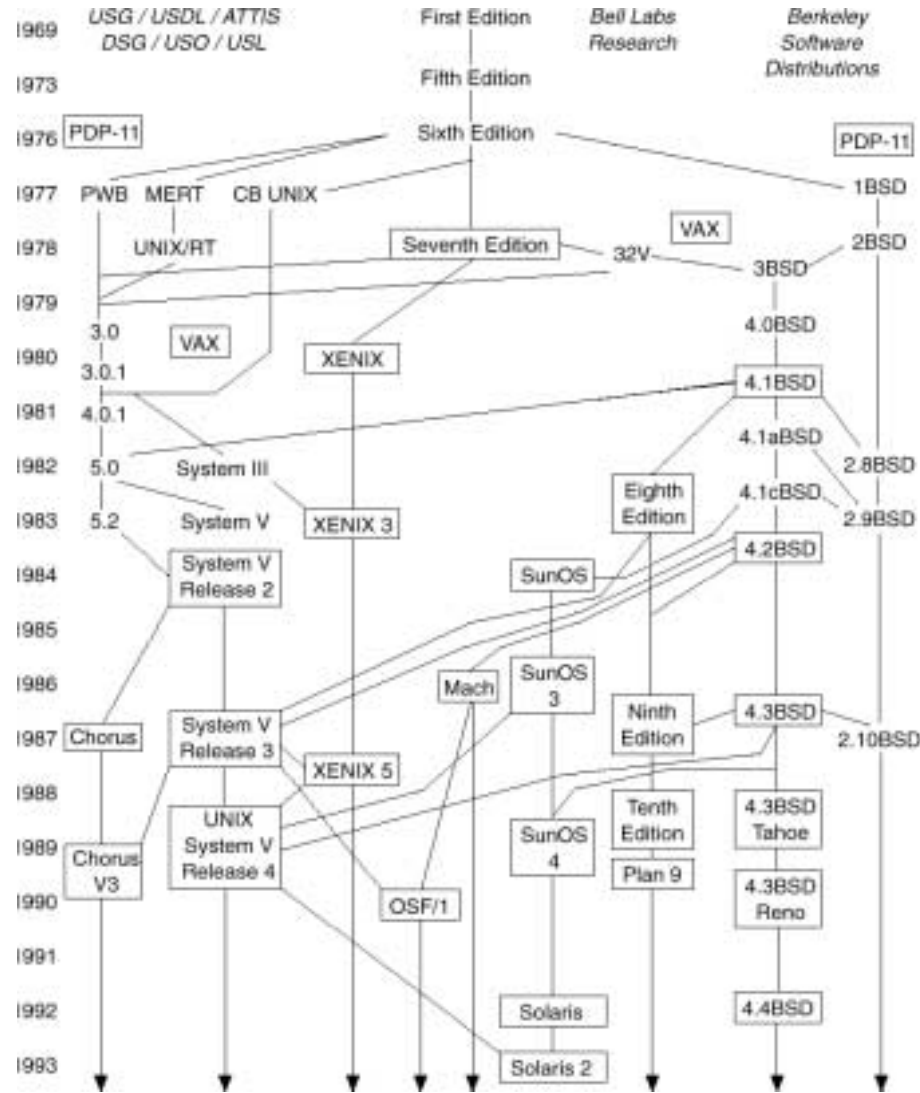 USG / USDL / ATTIS
DSG / USO / USL
First Edition
Bell Labs
Research
Berkeley
Software
Distributions
1969
1973
Fifth Edition
1976
PDP-11
Sixth Edition
PDP-11
1977
PWB
MERT
CB UNIX
1BSD
1978
UNIX/RT
Seventh Edition
32V
VAX
2BSD
3BSD
1979
3.0
VAX
4.0BSD
1980
XENIX
3.0.1
4.1BSD
1981
4.0.1
4.1aBSD
1982
5.0
System III
2.8BSD
Eighth
Edition
4.1cBSD
1983
5.2
System V
XENIX 3
2.9BSD
4.2BSD
1984
System V
Release 2
SunOS
1985
1986
Mach
SunOS
3
1987
Chorus
System V
Release 3
Ninth
Edition
4.3BSD
2.10BSD
XENIX 5
1988
UNIX
System V
Release 4
Tenth
Edition
4.3BSD
Tahoe
1989
Chorus
V3
SunOS
4
Plan 9
1990
OSF/1
4.3BSD
Reno
1991
1992
Solaris
4.4BSD
1993
Solaris 2